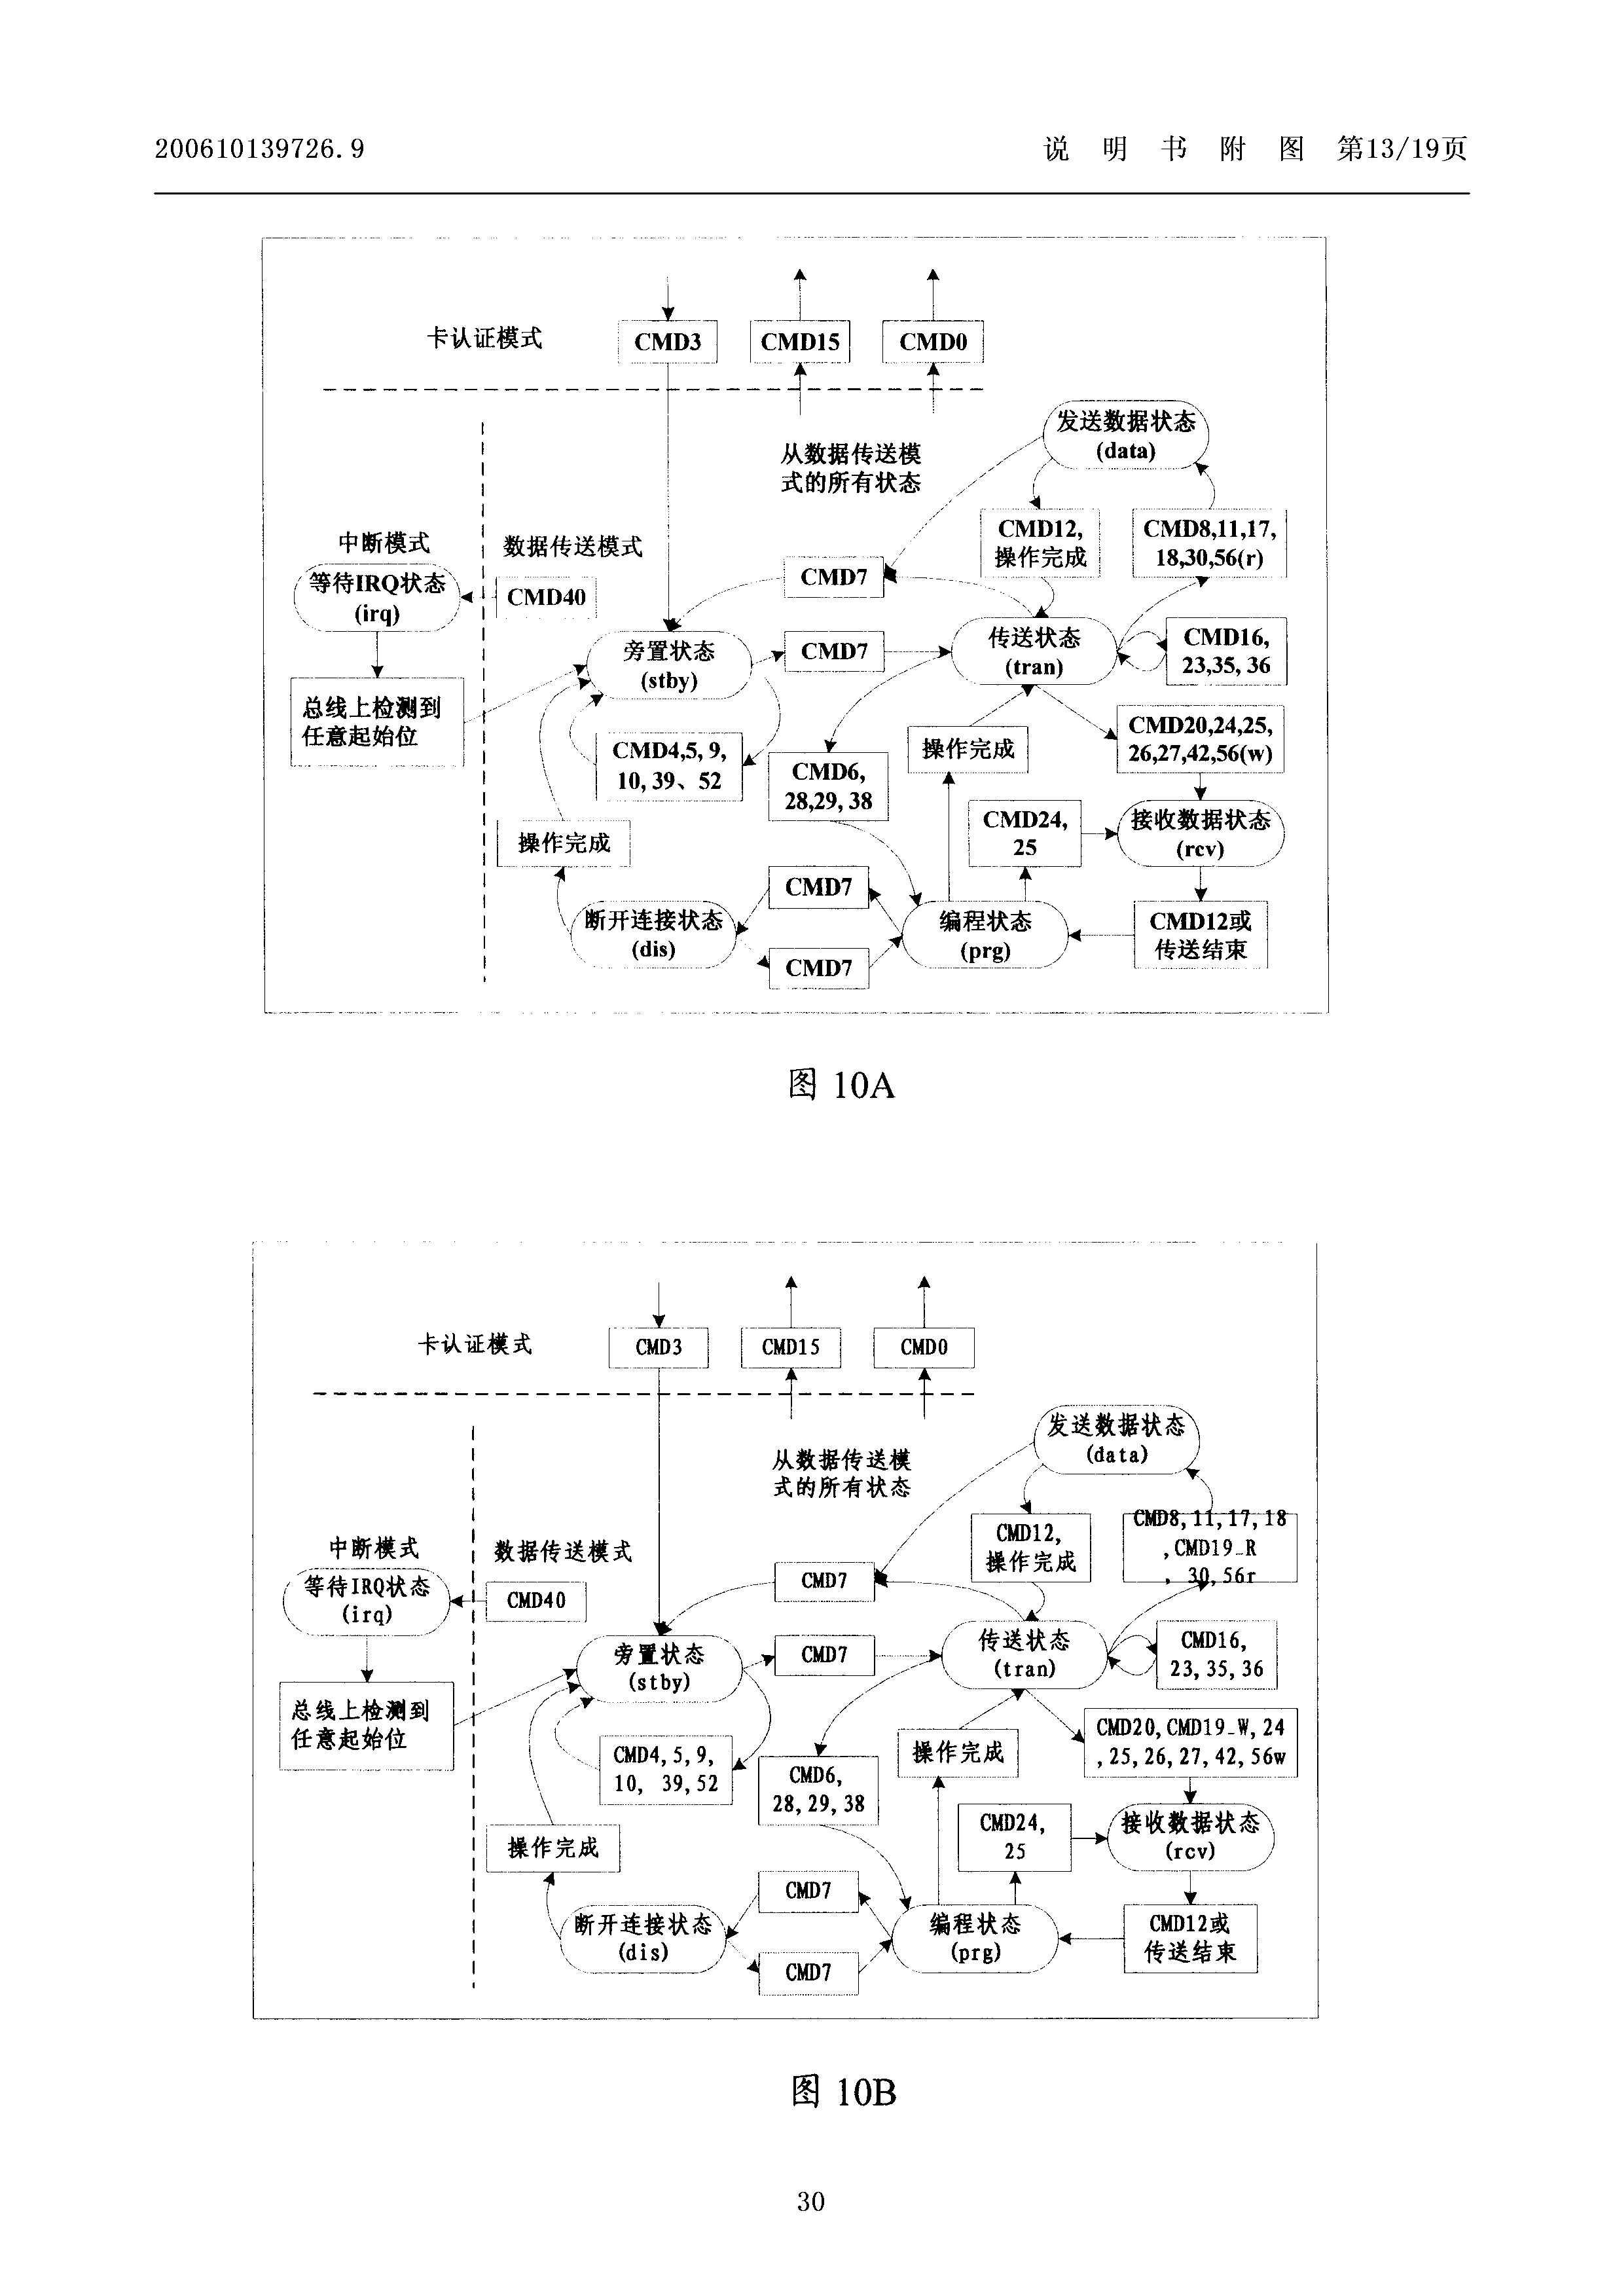 200610139726.9
说 明 书 附 图 第13/19页
卡认证模式
CMD3
CMD15
CMD0
发送数据状态
(data)
从数据传送模
式的所有状态
CMD12,
操作完成
CMD8,11,17,
18,30,56(r)
中断模式
数据传送模式
等待IRQ状态
(irq)
CMD40
CMD7
旁置状态
(stby)
CMD7
传送状态
(tran)
CMD16,
23,35, 36
总线上检测到
任意起始位
CMD4,5, 9,
10, 39、52
CMD6,
28,29, 38
操作完成
CMD20,24,25,
26,27,42,56(w)
操作完成
CMD24,
25
接收数据状态
(rcv)
CMD7
断开连接状态
(dis)
CMD7
编程状态
(prg)
CMD12或
传送结束
图 10A
卡认证模式
CMD3
CMD15
CMD0
发送数据状态
(data)
从数据传送模
式的所有状态
CMD12,
操作完成
CMD8, 11, 17, 18
, CMD19_R
, 30, 56r
中断模式
数据传送模式
等待IRQ状态
(irq)
CMD40
CMD7
旁置状态
(stby)
CMD7
传送状态
(tran)
CMD16,
23, 35, 36
总线上检测到
任意起始位
CMD4, 5, 9,
10, 39, 52
CMD6,
28, 29, 38
操作完成
CMD20, CMD19_W, 24
, 25, 26, 27, 42, 56w
操作完成
CMD24,
25
接收数据状态
(rcv)
CMD7
断开连接状态
(dis)
CMD7
编程状态
(prg)
CMD12或
传送结束
图 10B
30